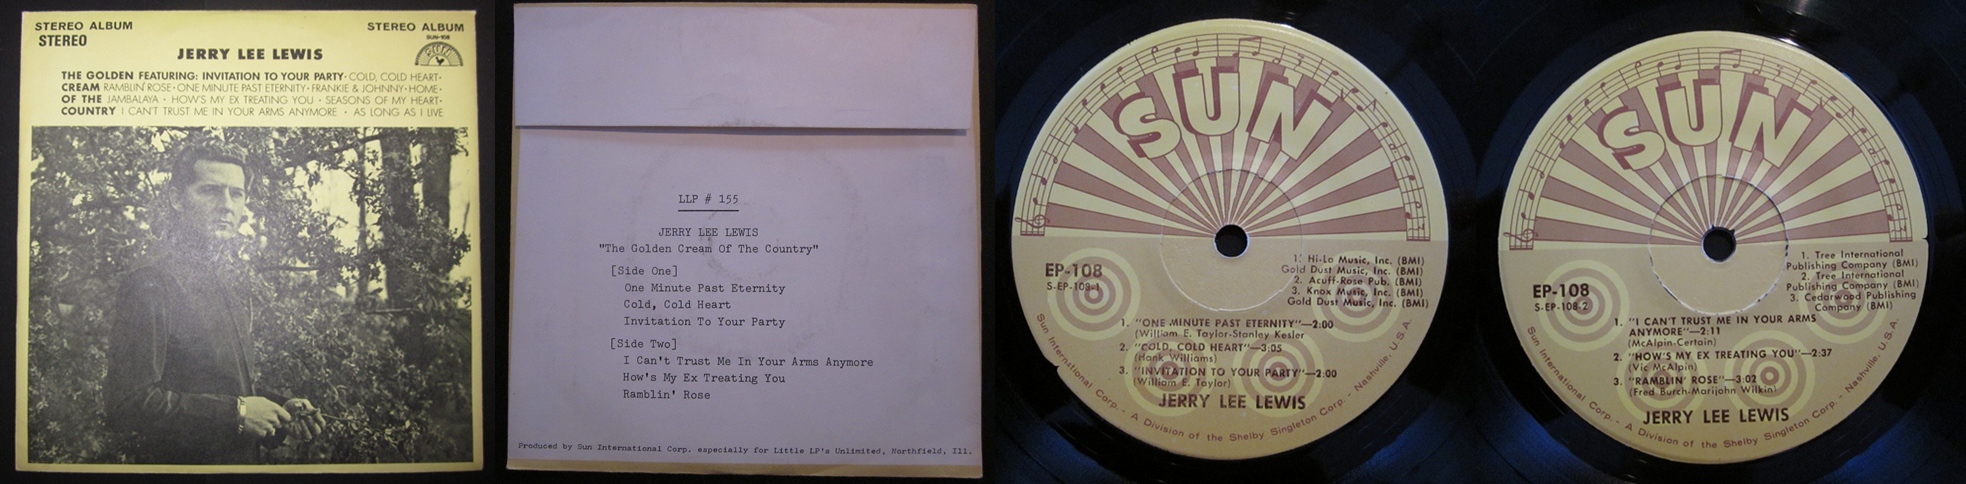 STEREO ALBUM
STEREO
STEREO ALBUM
SUN-108
SUN
JERRY LEE LEWIS
THE GOLDEN FEATURING: INVITATION TO YOUR PARTY • COLD, COLD HEART •
CREAM RAMBLIN' ROSE • ONE MINUTE PAST ETERNITY • FRANKIE & JOHNNY • HOME •
OF THE JAMBALAYA • HOW'S MY EX TREATING YOU • SEASONS OF MY HEART •
COUNTRY I CAN'T TRUST ME IN YOUR ARMS ANYMORE • AS LONG AS I LIVE
LLP # 155
JERRY LEE LEWIS
"The Golden Cream Of The Country"
[Side One]
One Minute Past Eternity
Cold, Cold Heart
Invitation To Your Party
[Side Two]
I Can't Trust Me In Your Arms Anymore
How's My Ex Treating You
Ramblin' Rose
Produced by Sun International Corp. especially for Little LP's Unlimited, Northfield, Ill.
SUN
EP-108
S-EP-108-1
1. Hi-Lo Music, Inc. (BMI)
Gold Dust Music, Inc. (BMI)
2. Acuff-Rose Pub. (BMI)
3. Knox Music, Inc. (BMI)
Gold Dust Music, Inc. (BMI)
1. "ONE MINUTE PAST ETERNITY"—2:00
(William E. Taylor-Stanley Kesler
2. "COLD, COLD HEART"—3:05
(Hank Williams)
3. "INVITATION TO YOUR PARTY"—2:00
(William E. Taylor)
JERRY LEE LEWIS
Sun International Corp. - A Division of the Shelby Singleton Corp. - Nashville, U.S.A.
SUN
EP-108
S-EP-108-2
1. Tree International
Publishing Company (BMI)
2. Tree International
Publishing Company (BMI)
3. Cedarwood Publishing
Company (BMI)
1. "I CAN'T TRUST ME IN YOUR ARMS
ANYMORE"—2:11
(McAlpin-Certain)
2. "HOW'S MY EX TREATING YOU"—2:37
(Vic McAlpin)
3. "RAMBLIN' ROSE"—3:02
(Fred Burch-Marijohn Wilkin)
JERRY LEE LEWIS
Sun International Corp. - A Division of the Shelby Singleton Corp. - Nashville, U.S.A.